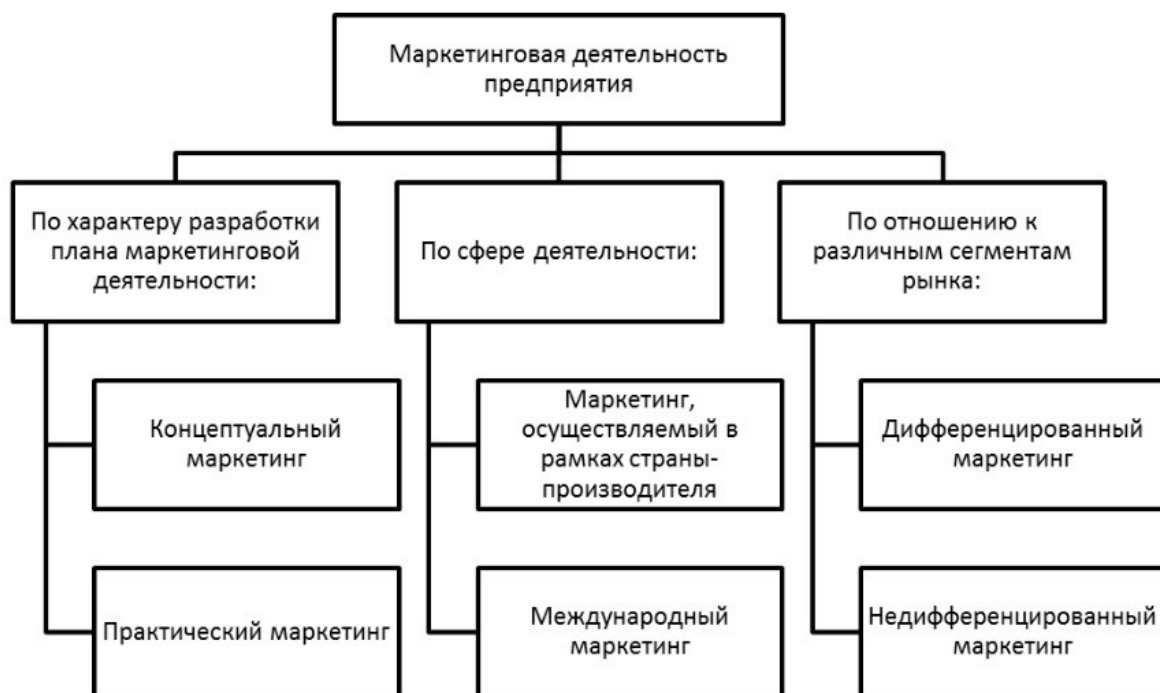 Маркетинговая деятельность
предприятия
По характеру разработки
плана маркетинговой
деятельности:
Концептуальный
маркетинг
Практический маркетинг
По сфере деятельности:
Маркетинг,
осуществляемый в
рамках страны-
производителя
Международный
маркетинг
По отношению к
различным сегментам
рынка:
Дифференцированный
маркетинг
Недифференцированный
маркетинг